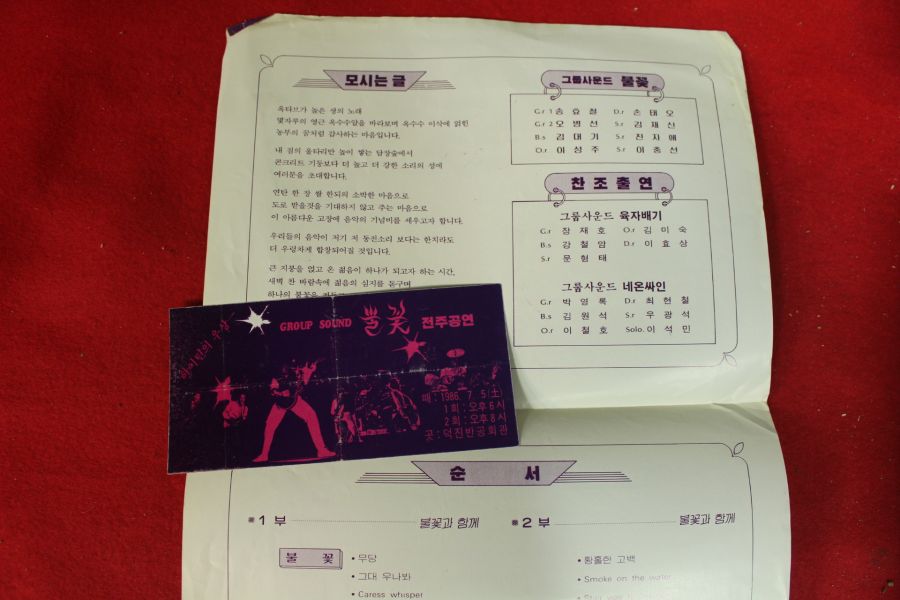 모시는 글
옥타브가 높은 생의 노래
몇자루의 영근 옥수수알을 바라보며 옥수수 이삭에 얽힌
농부의 꿈처럼 감사하는 마음입니다.
내 집의 울타리만 높이 쌓는 담장숲에서
콘크리트 기둥보다 더 높고 더 강한 소리의 성에
여러분을 초대합니다.
연탄 한 장 쌀 한되의 소박한 마음으로
도로 받을것을 기대하지 않고 주는 마음으로
이 아름다운 고장에 음악의 기념비를 세우고자 합니다.
우리들의 음악이 저기 저 동전소리 보다는 한치라도
더 우렁차게 합창되어질 것입니다.
큰 지붕을 얹고 온 젊음이 하나가 되고자 하는 시간,
새벽 찬 바람속에 젊음의 심지를 돋구며
하나의 불꽃은
그룹사운드 불꽃
G.r 1 송효철 D.r 손태오
G.r 2 오병선 S.r 김재신
B.s 김대기 S.r 전지애
O.r 이성주 S.r 이종선
찬조출연
그룹사운드 육자배기
G.r 장재호 O.r 김미숙
B.s 강철암 D.r 이효상
S.r 문형태
그룹사운드 네온싸인
G.r 박영록 D.r 최현철
B.s 김원석 S.r 우광석
O.r 이철호 Solo. 이석민
하이틴의 우상
GROUP SOUND 불꽃 전주공연
때 : 1986. 7. 5(土)
1회 : 오후 6시
2회 : 오후 8시
곳 : 덕진반공회관
순 서
※ 1 부 불꽃과 함께
불 꽃
• 무당
• 그대 우나봐
• Caress whisper
※ 2 부 불꽃과 함께
• 황홀한 고백
• Smoke on the water